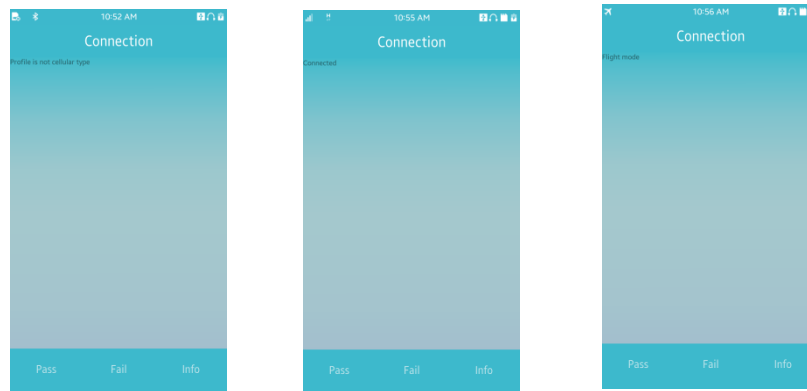 10:52 AM
Connection
Profile is not cellular type
Pass Fail Info
10:55 AM
Connection
Connected
Pass Fail Info
10:56 AM
Connection
Flight mode
Pass Fail Info